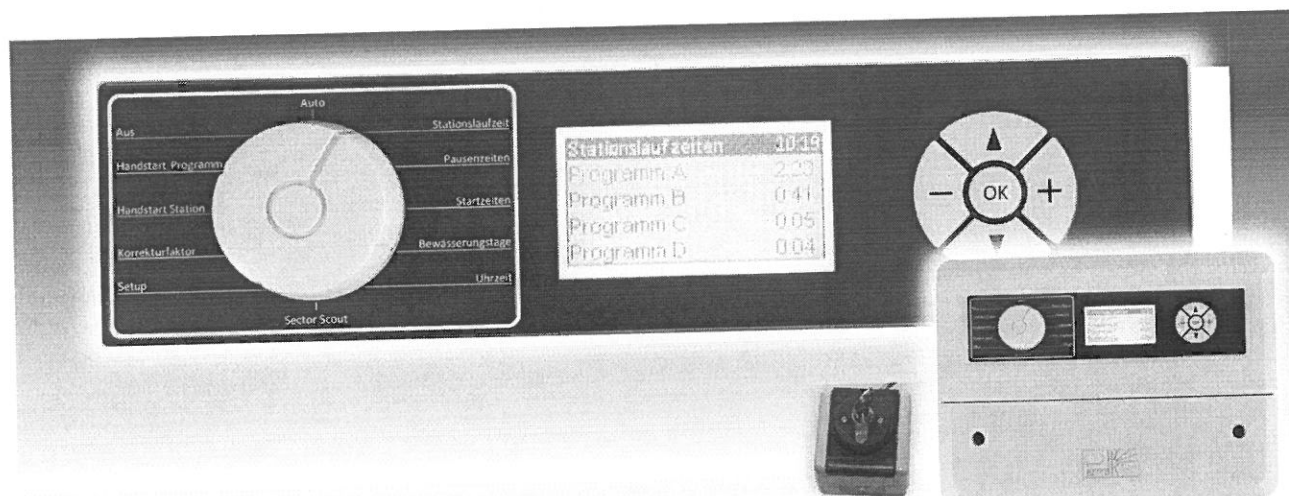 Auto
Aus
Handstart Programm
Handstart Station
Korrekturfaktor
Setup
Stationslaufzeit
Pausenzeiten
Startzeiten
Bewässerungstage
Uhrzeit
Sector Scout
Stationslaufzeiten 10:19
Programm A 2:23
Programm B 0:41
Programm C 0:05
Programm D 0:04
− OK +